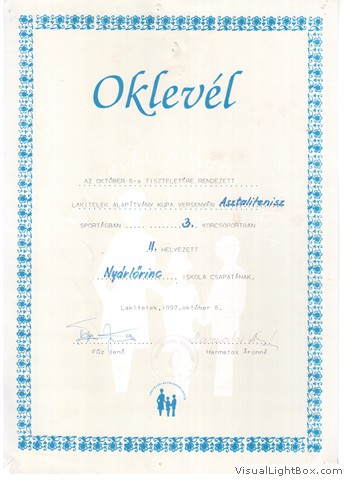 Oklevél
AZ OKTÓBER 6-a TISZTELETÉRE RENDEZETT
LAKITELEK ALAPÍTVÁNY KUPA VERSENYÉN Asztalitenisz
SPORTÁGBAN ........ 3. KORCSOPORTBAN
II. HELYEZETT
Nyárlőrinc .... ISKOLA CSAPATÁNAK.
Lakitelek, 1997. október 6.
Fúz Jenő Harmatos Áronné
VisualLightBox.com